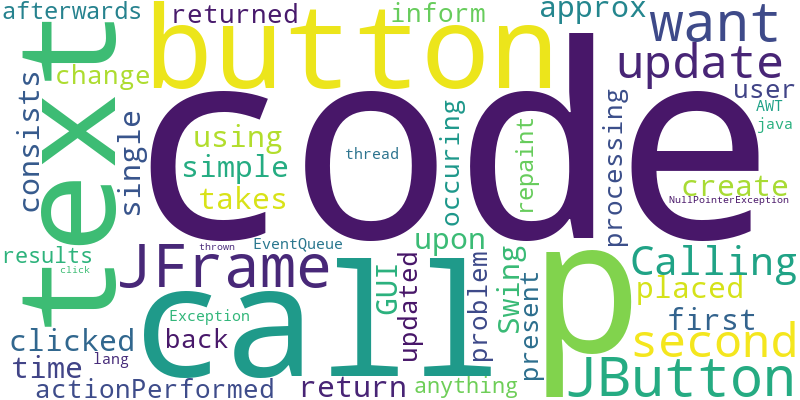 afterwards
returned
inform
approx
button
want
text
change
update
user
AWT
java
consists
single
using
simple
takes
code
thread
occuring
repaint
processing
create
NullPointerException
results
click
JFrame
thrown
EventQueue
upon
call
p
Calling
placed
GUI
updated
problem
Swing
present
first
second
Exception
back
clicked
time
lang
actionPerformed
return
anything
JButton